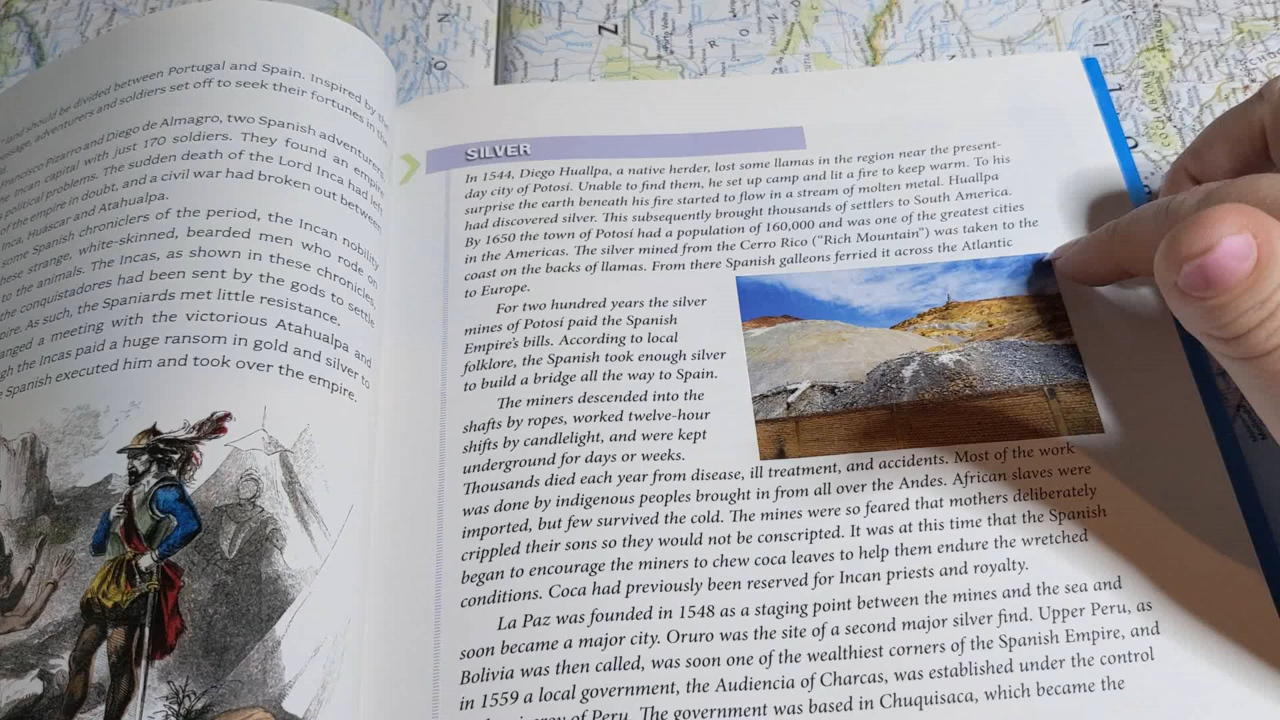 land should be divided between Portugal and Spain. Inspired by
adventurers and soldiers set off to seek their fortunes in the
Francisco Pizarro and Diego de Almagro, two Spanish adventurers
Incan capital with just 170 soldiers. They found an empire
political problems. The sudden death of the Lord Inca had left
of the empire in doubt, and a civil war had broken out between
Inca, Huáscar and Atahualpa.
some Spanish chroniclers of the period, the Incan nobility
these strange, white-skinned, bearded men who rode on
to the animals. The Incas, as shown in these chronicles,
the conquistadores had been sent by the gods to settle
As such, the Spaniards met little resistance.
a meeting with the victorious Atahualpa and
the Incas paid a huge ransom in gold and silver to
Spanish executed him and took over the empire.
SILVER
In 1544, Diego Huallpa, a native herder, lost some llamas in the region near the present-
day city of Potosí. Unable to find them, he set up camp and lit a fire to keep warm. To his
surprise the earth beneath his fire started to flow in a stream of molten metal. Huallpa
had discovered silver. This subsequently brought thousands of settlers to South America.
By 1650 the town of Potosí had a population of 160,000 and was one of the greatest cities
in the Americas. The silver mined from the Cerro Rico ("Rich Mountain") was taken to the
coast on the backs of llamas. From there Spanish galleons ferried it across the Atlantic
to Europe.
For two hundred years the silver
mines of Potosí paid the Spanish
Empire's bills. According to local
folklore, the Spanish took enough silver
to build a bridge all the way to Spain.
The miners descended into the
shafts by ropes, worked twelve-hour
shifts by candlelight, and were kept
underground for days or weeks.
Thousands died each year from disease, ill treatment, and accidents. Most of the work
was done by indigenous peoples brought in from all over the Andes. African slaves were
imported, but few survived the cold. The mines were so feared that mothers deliberately
crippled their sons so they would not be conscripted. It was at this time that the Spanish
began to encourage the miners to chew coca leaves to help them endure the wretched
conditions. Coca had previously been reserved for Incan priests and royalty.
La Paz was founded in 1548 as a staging point between the mines and the sea and
soon became a major city. Oruro was the site of a second major silver find. Upper Peru, as
Bolivia was then called, was soon one of the wealthiest corners of the Spanish Empire, and
in 1559 a local government, the Audiencia of Charcas, was established under the control
of Peru. The government was based in Chuquisaca, which became the